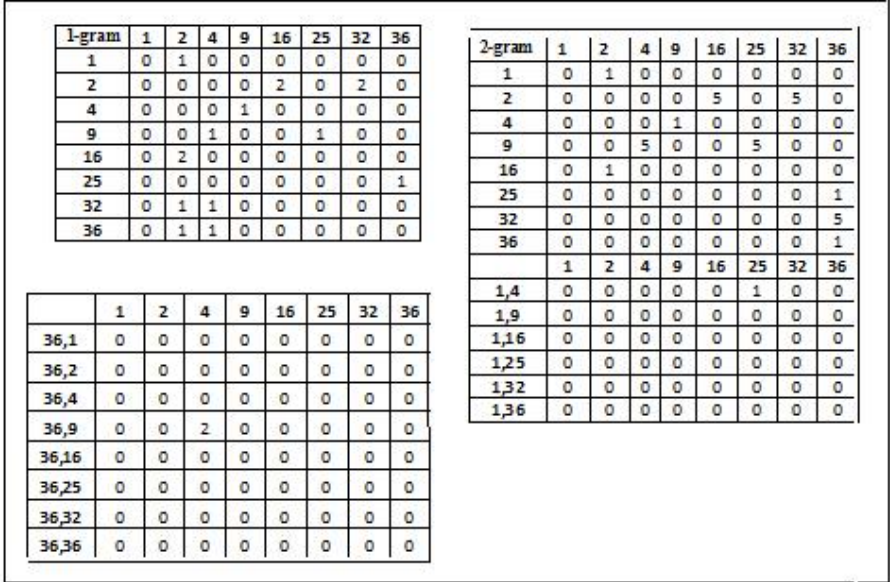 1-gram 1 2 4 9 16 25 32 36
1 0 1 0 0 0 0 0 0
2 0 0 0 0 2 0 2 0
4 0 0 0 1 0 0 0 0
9 0 0 1 0 0 1 0 0
16 0 2 0 0 0 0 0 0
25 0 0 0 0 0 0 0 1
32 0 1 1 0 0 0 0 0
36 0 1 1 0 0 0 0 0
2-gram 1 2 4 9 16 25 32 36
1 0 1 0 0 0 0 0 0
2 0 0 0 0 5 0 5 0
4 0 0 0 1 0 0 0 0
9 0 0 5 0 0 5 0 0
16 0 1 0 0 0 0 0 0
25 0 0 0 0 0 0 0 1
32 0 0 0 0 0 0 0 5
36 0 0 0 0 0 0 0 1
1 2 4 9 16 25 32 36
1,4 0 0 0 0 0 1 0 0
1,9 0 0 0 0 0 0 0 0
1,16 0 0 0 0 0 0 0 0
1,25 0 0 0 0 0 0 0 0
1,32 0 0 0 0 0 0 0 0
1,36 0 0 0 0 0 0 0 0
1 2 4 9 16 25 32 36
36,1 0 0 0 0 0 0 0 0
36,2 0 0 0 0 0 0 0 0
36,4 0 0 0 0 0 0 0 0
36,9 0 0 2 0 0 0 0 0
36,16 0 0 0 0 0 0 0 0
36,25 0 0 0 0 0 0 0 0
36,32 0 0 0 0 0 0 0 0
36,36 0 0 0 0 0 0 0 0